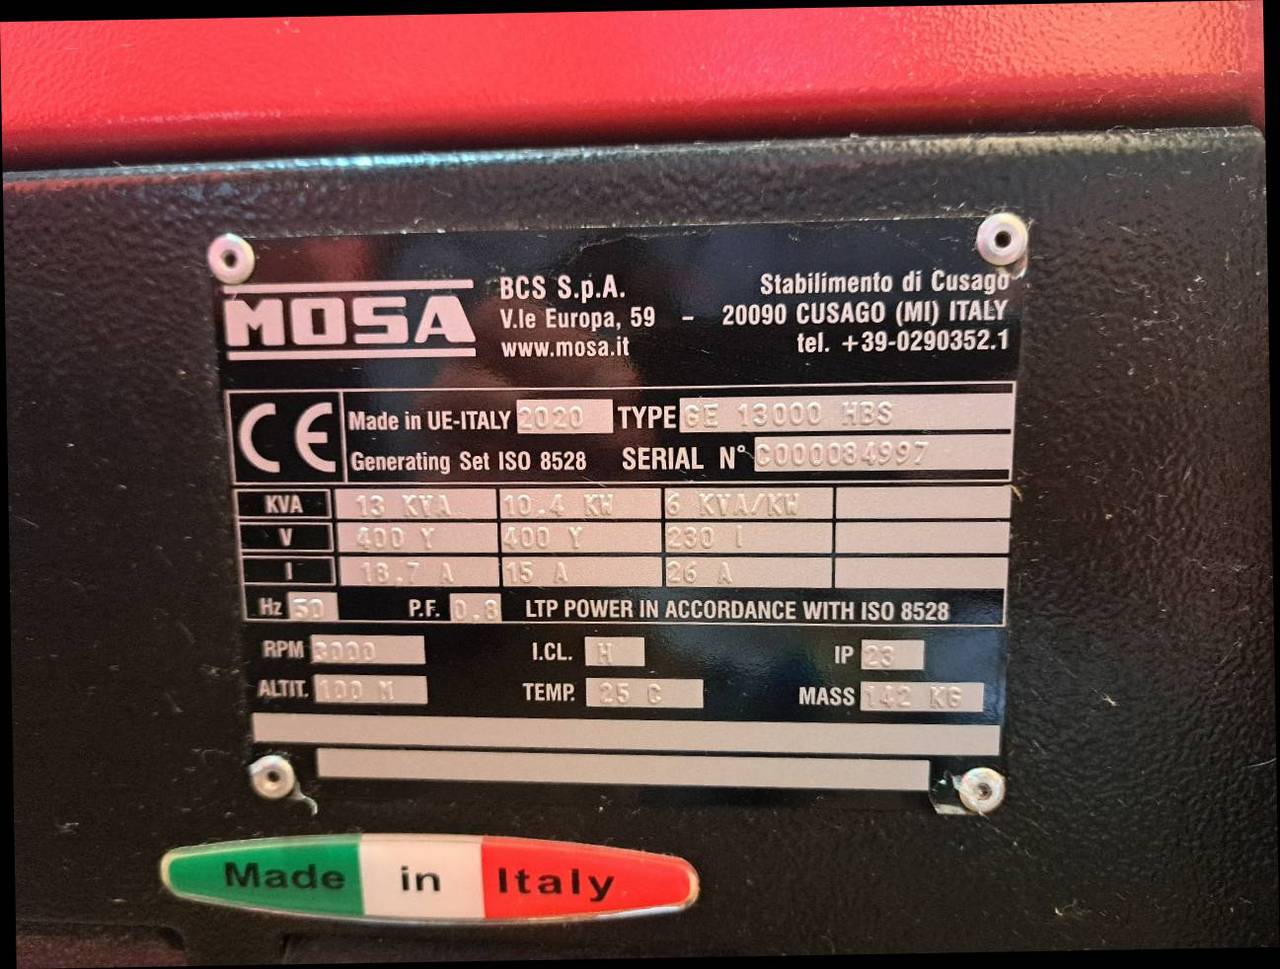 MOSA
BCS S.p.A.
V.le Europa, 59 - 20090 CUSAGO (MI) ITALY
www.mosa.it
Stabilimento di Cusago
tel. +39-0290352.1
CE
Made in UE-ITALY 2020 TYPE GE 13000 HBS
Generating Set ISO 8528 SERIAL N° C000084997
KVA 13 KVA 10.4 KW 6 KVA/KW
V 400 Y 400 Y 230 I
I 18.7 A 15 A 26 A
Hz 50 P.F. 0.8 LTP POWER IN ACCORDANCE WITH ISO 8528
RPM 3000 I.CL. H IP 23
ALTIT. 100 M TEMP. 25 C MASS 142 KG
Made in Italy